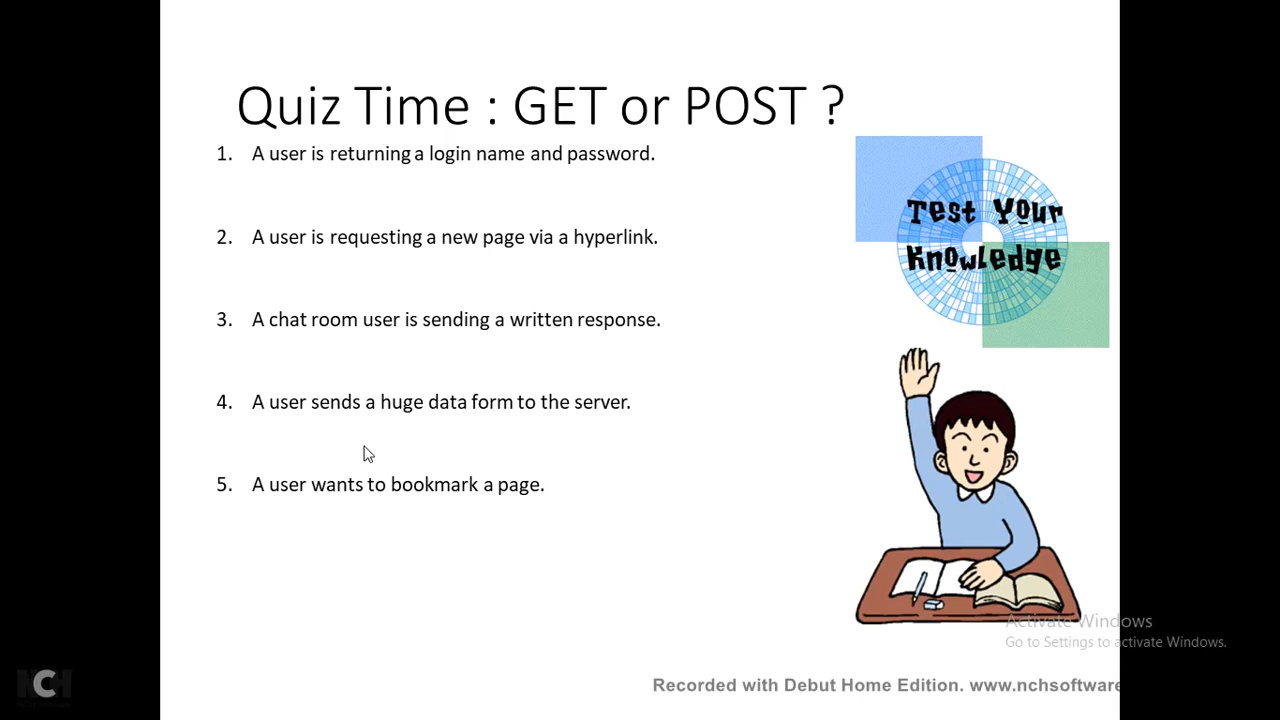 Quiz Time : GET or POST ?
1. A user is returning a login name and password.
2. A user is requesting a new page via a hyperlink.
3. A chat room user is sending a written response.
4. A user sends a huge data form to the server.
5. A user wants to bookmark a page.
Test Your
Knowledge
Activate Windows
Go to Settings to activate Windows.
NCH
Recorded with Debut Home Edition. www.nchsoftware